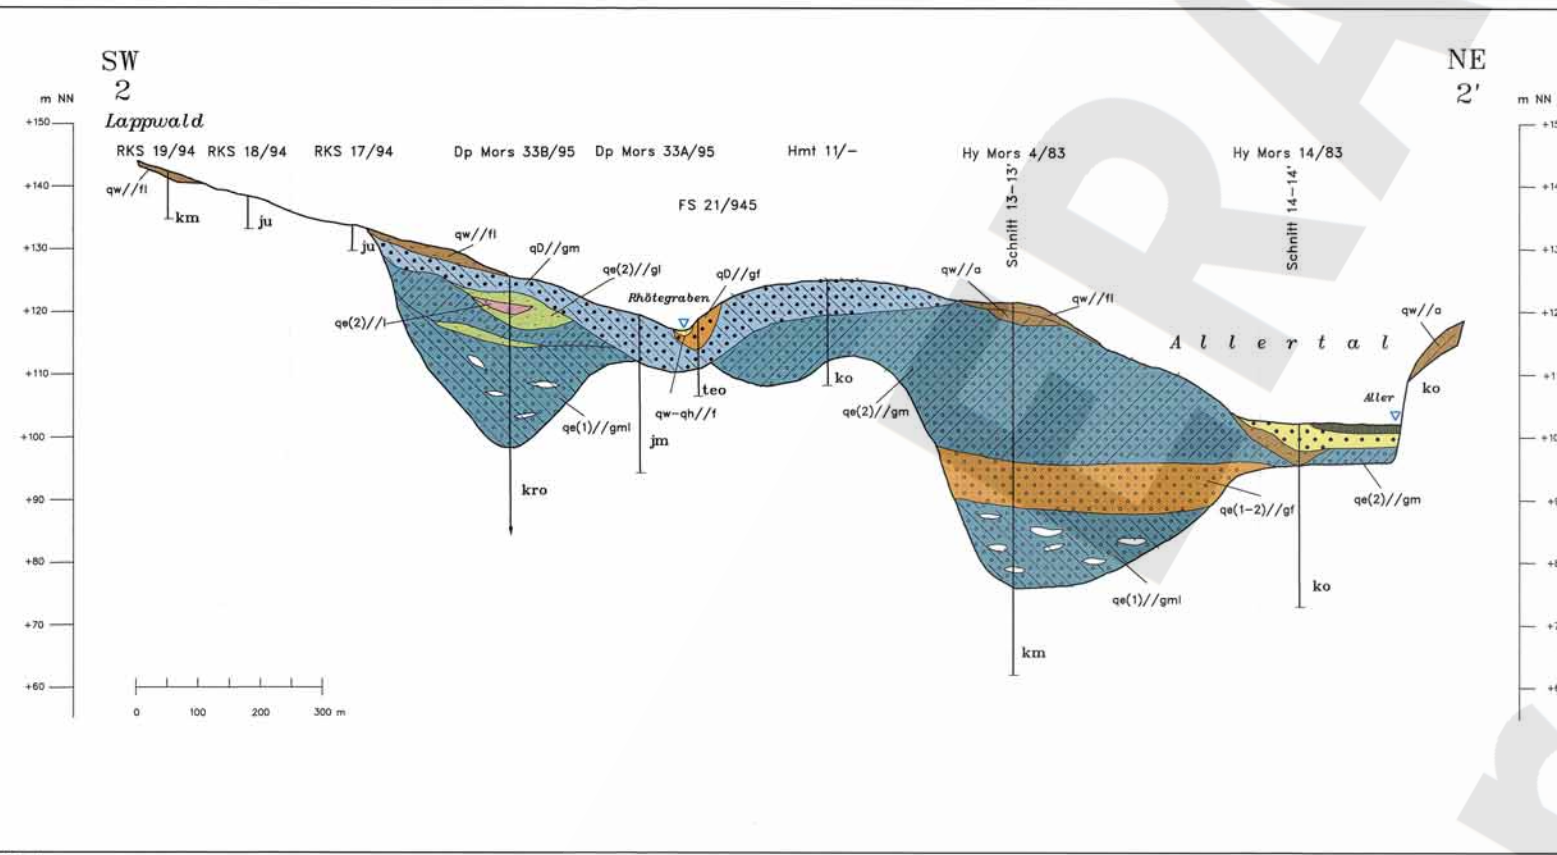 SW
NE
2
2'
m NN
m NN
Lappwald
+150
RKS 19/94
RKS 18/94
RKS 17/94
Dp Mors 33B/95
Dp Mors 33A/95
Hmt 11/-
Hy Mors 4/83
Hy Mors 14/83
Schnitt 13-13'
Schnitt 14-14'
+140
qw//fl
km
ju
ju
FS 21/945
+130
qw//fl
qD//gm
qe(2)//gl
qD//gf
qw//a
qw//fl
Rhötegraben
+120
qe(2)//l
Allertal
qw//a
+110
teo
ko
qe(2)//gm
Aller
ko
qw-qh//f
qe(1)//gml
jm
+100
kro
+90
qe(1-2)//gf
qe(2)//gm
+80
qe(1)//gml
ko
+70
km
+60
0 100 200 300 m